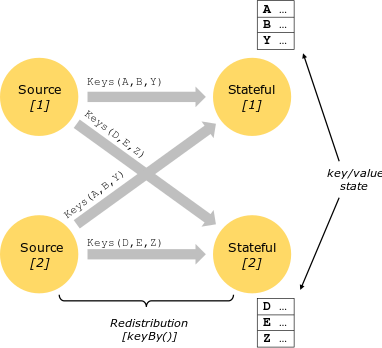 A ...
B ...
Y ...
Source
[1]
Keys(A,B,Y)
Stateful
[1]
Keys(D,E,Z)
key/value
state
Keys(A,B,Y)
Source
[2]
Keys(D,E,Z)
Stateful
[2]
D ...
E ...
Z ...
Redistribution
[keyBy()]